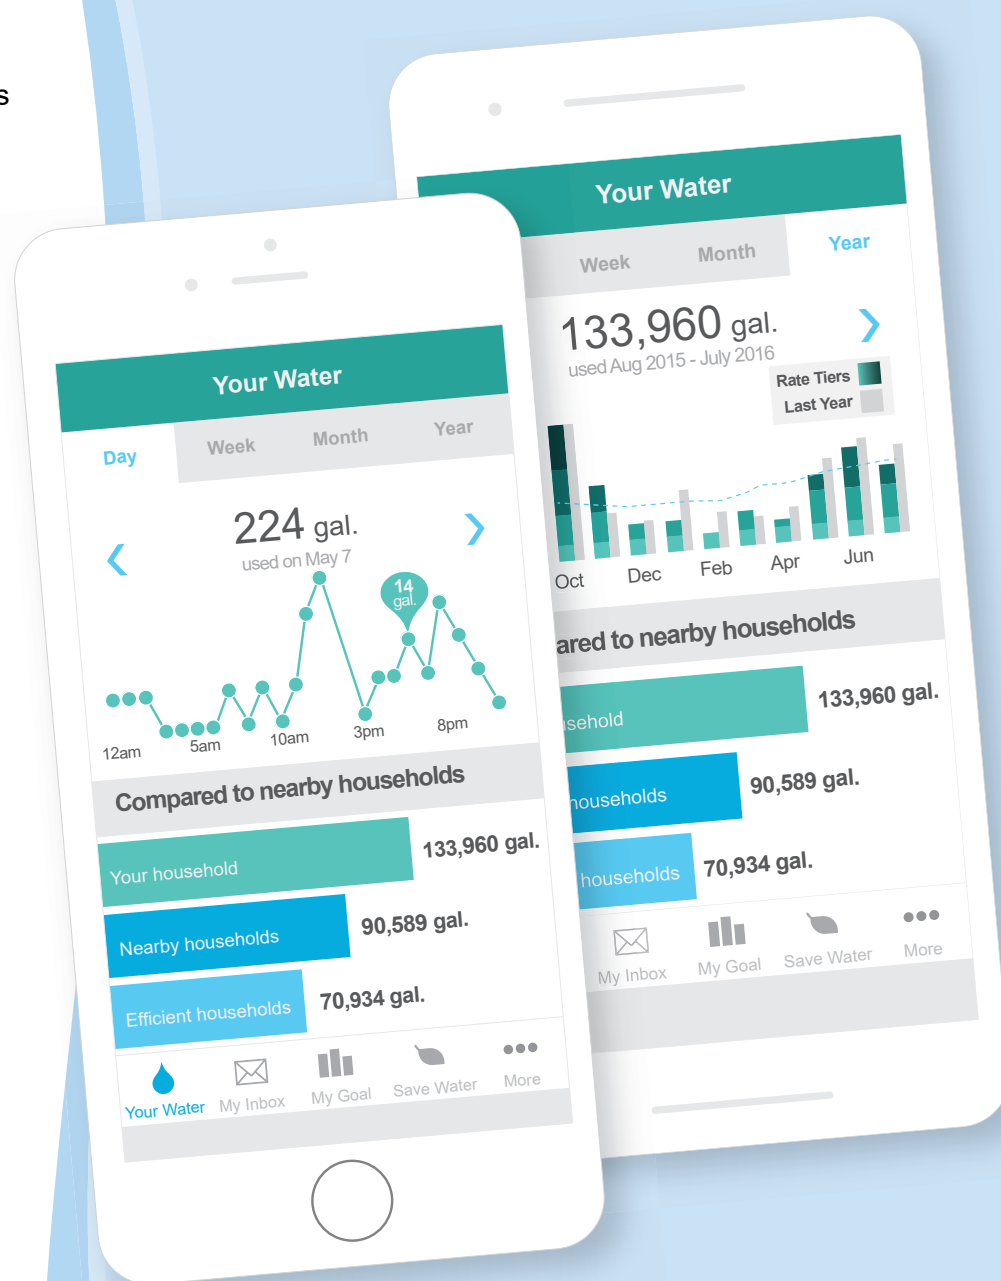 s
Your Water
Day
Week
Month
Year
224 gal.
used on May 7
14
gal.
12am
5am
10am
3pm
8pm
Compared to nearby households
Your household
133,960 gal.
Nearby households
90,589 gal.
Efficient households
70,934 gal.
Your Water
My Inbox
My Goal
Save Water
More
Your Water
Week
Month
Year
133,960 gal.
used Aug 2015 - July 2016
Rate Tiers
Last Year
Oct
Dec
Feb
Apr
Jun
ared to nearby households
sehold
133,960 gal.
households
90,589 gal.
households
70,934 gal.
My Inbox
My Goal
Save Water
More